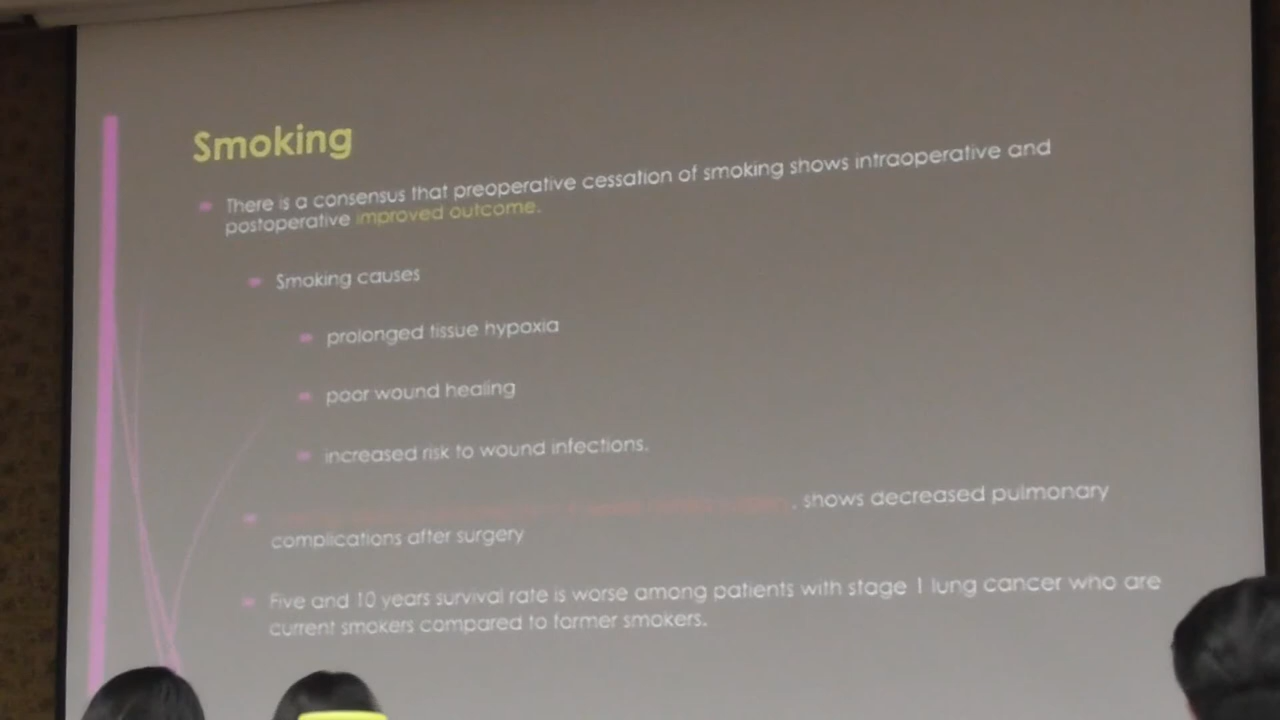 Smoking
There is a consensus that preoperative cessation of smoking shows intraoperative and
postoperative improved outcome.
Smoking causes
prolonged tissue hypoxia
poor wound healing
increased risk to wound infections.
, shows decreased pulmonary
complications after surgery
Five and 10 years survival rate is worse among patients with stage 1 lung cancer who are
current smokers compared to former smokers.